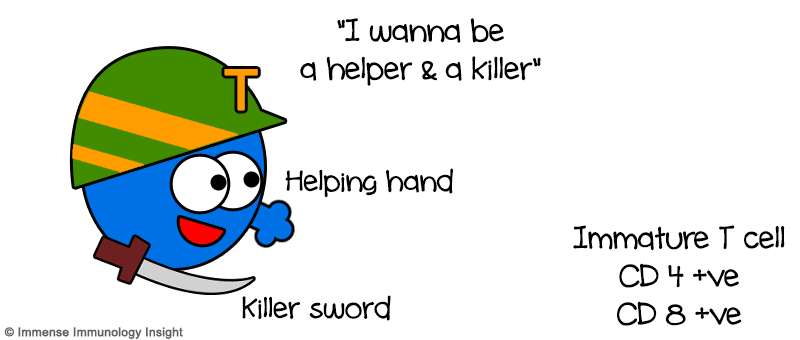 "I wanna be
a helper & a killer"
T
Helping hand
Immature T cell
CD 4 +ve
CD 8 +ve
Killer sword
© Immense Immunology Insight